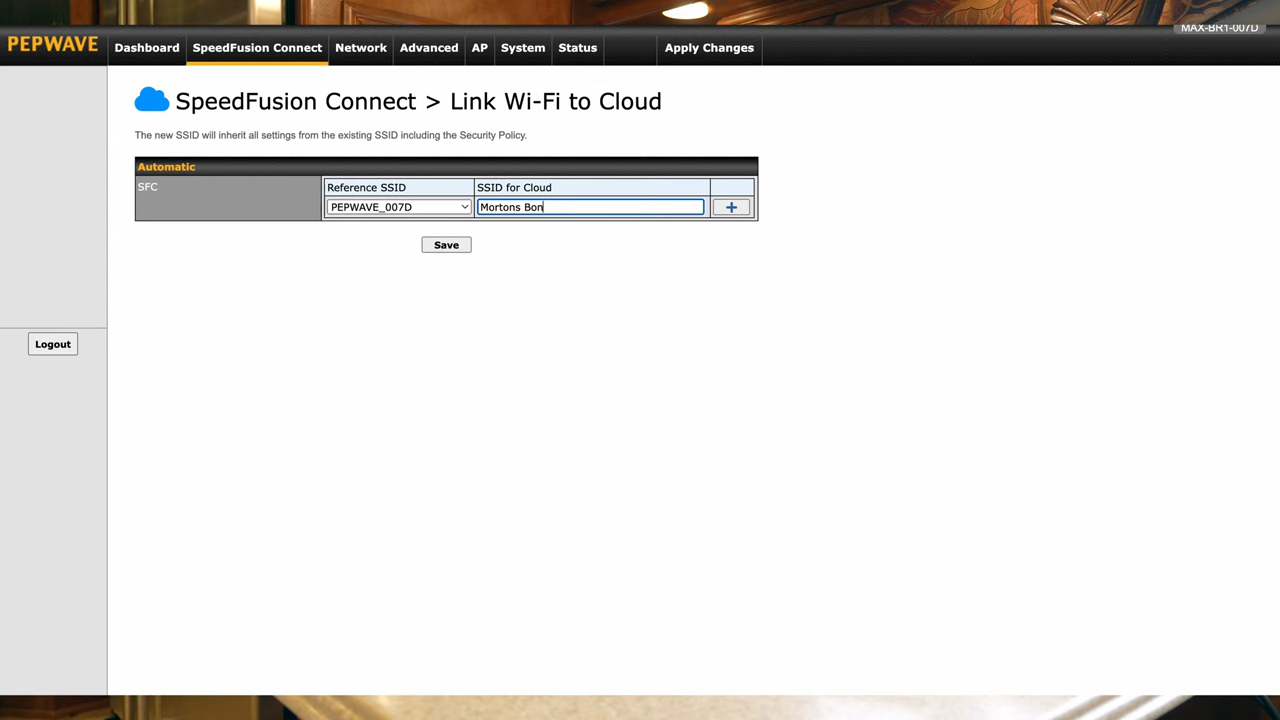 MAX-BR1-007D
PEPWAVE Dashboard SpeedFusion Connect Network Advanced AP System Status Apply Changes
SpeedFusion Connect > Link Wi-Fi to Cloud
The new SSID will inherit all settings from the existing SSID including the Security Policy.
Automatic
SFC Reference SSID SSID for Cloud
PEPWAVE_007D Mortons Bon +
Save
Logout